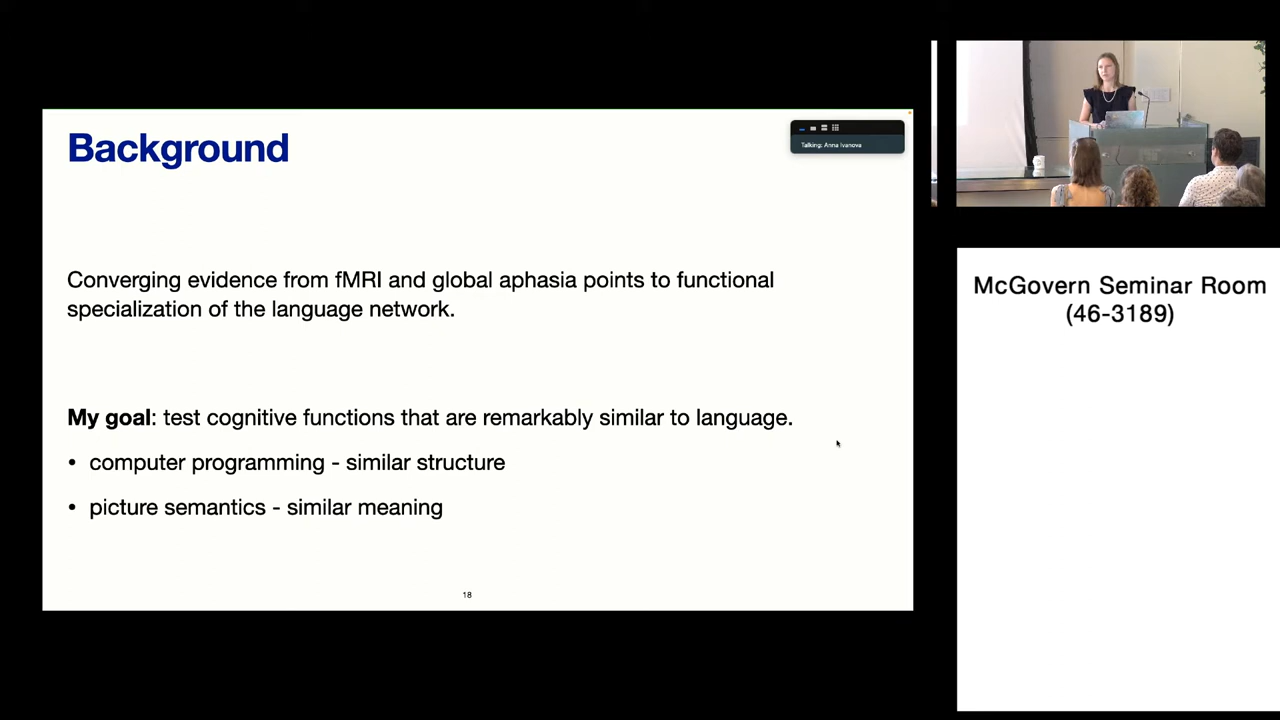 Background
Talking: Anna Ivanova
Converging evidence from fMRI and global aphasia points to functional
specialization of the language network.
My goal: test cognitive functions that are remarkably similar to language.
• computer programming - similar structure
• picture semantics - similar meaning
18
McGovern Seminar Room
(46-3189)